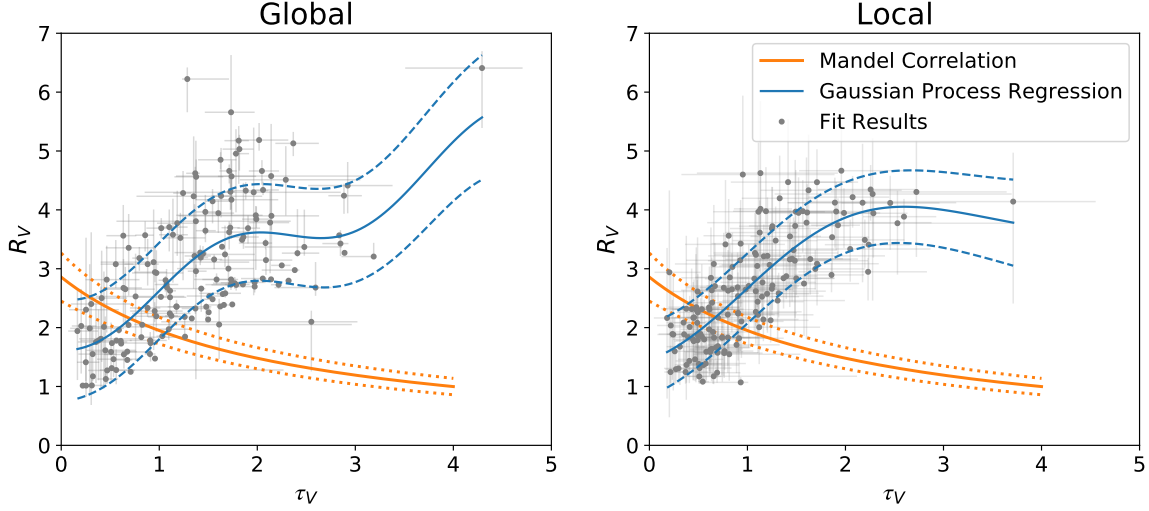 Global
Local
7
6
5
4
3
2
1
0
R_V
0 1 2 3 4 5
τ_V
7
6
5
4
3
2
1
0
R_V
0 1 2 3 4 5
τ_V
Mandel Correlation
Gaussian Process Regression
Fit Results